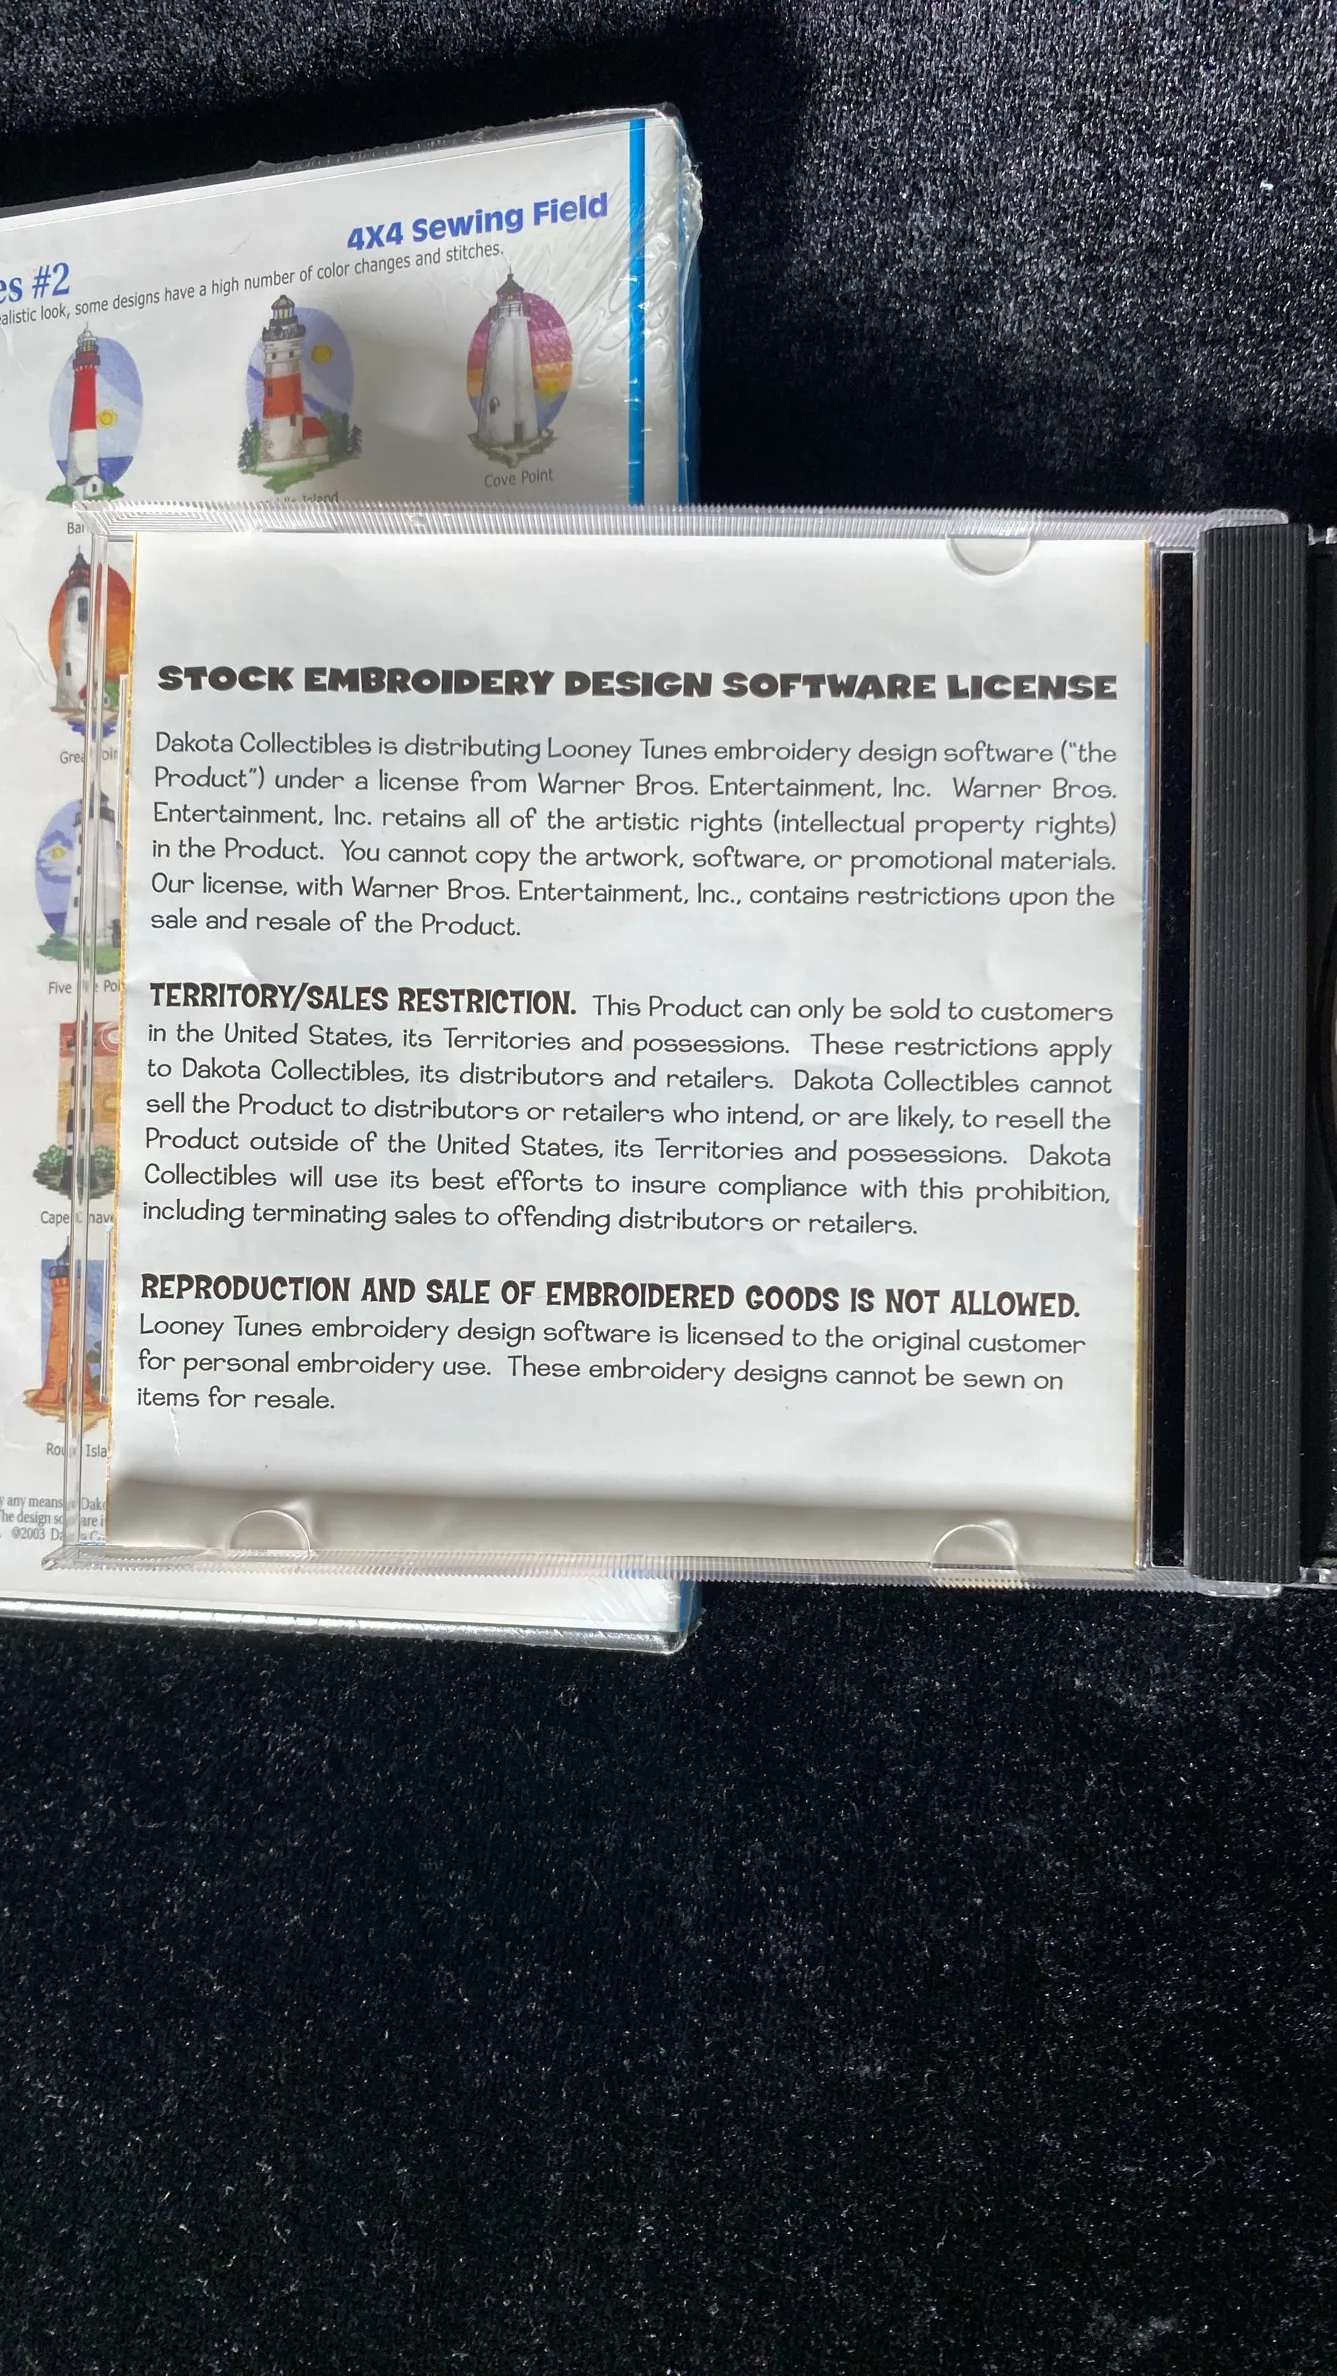 4X4 Sewing Field
es #2
alistic look, some designs have a high number of color changes and stitches.
Cove Point
Island
Five
Cape
Isla
y any means
he design
©2003
STOCK EMBROIDERY DESIGN SOFTWARE LICENSE
Dakota Collectibles is distributing Looney Tunes embroidery design software ("the
Product") under a license from Warner Bros. Entertainment, Inc. Warner Bros.
Entertainment, Inc. retains all of the artistic rights (intellectual property rights)
in the Product. You cannot copy the artwork, software, or promotional materials.
Our license, with Warner Bros. Entertainment, Inc., contains restrictions upon the
sale and resale of the Product.
TERRITORY/SALES RESTRICTION. This Product can only be sold to customers
in the United States, its Territories and possessions. These restrictions apply
to Dakota Collectibles, its distributors and retailers. Dakota Collectibles cannot
sell the Product to distributors or retailers who intend, or are likely, to resell the
Product outside of the United States, its Territories and possessions. Dakota
Collectibles will use its best efforts to insure compliance with this prohibition,
including terminating sales to offending distributors or retailers.
REPRODUCTION AND SALE OF EMBROIDERED GOODS IS NOT ALLOWED.
Looney Tunes embroidery design software is licensed to the original customer
for personal embroidery use. These embroidery designs cannot be sewn on
items for resale.